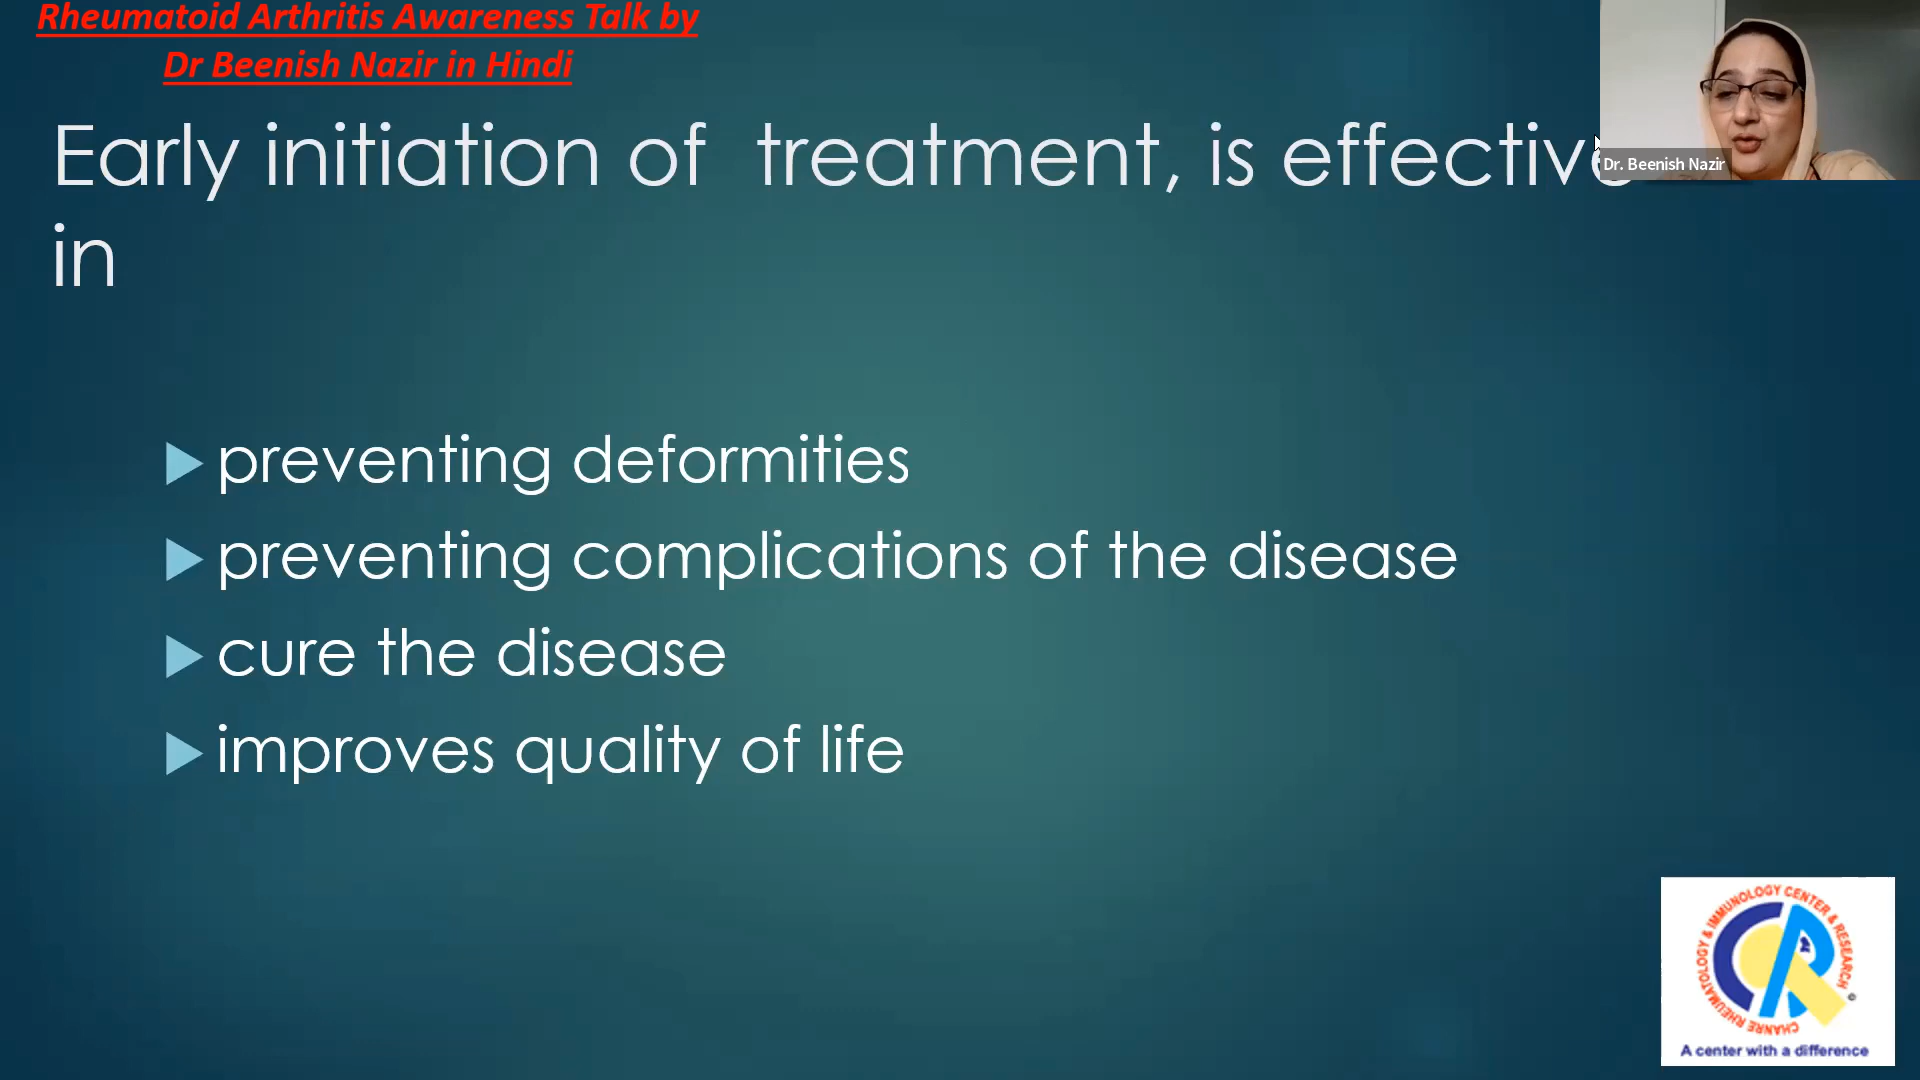 Rheumatoid Arthritis Awareness Talk by
Dr Beenish Nazir in Hindi
Early initiation of treatment, is effective
in
Dr. Beenish Nazir
preventing deformities
preventing complications of the disease
cure the disease
improves quality of life
CHANRE RHEUMATOLOGY & IMMUNOLOGY CENTER & RESEARCH
A center with a difference